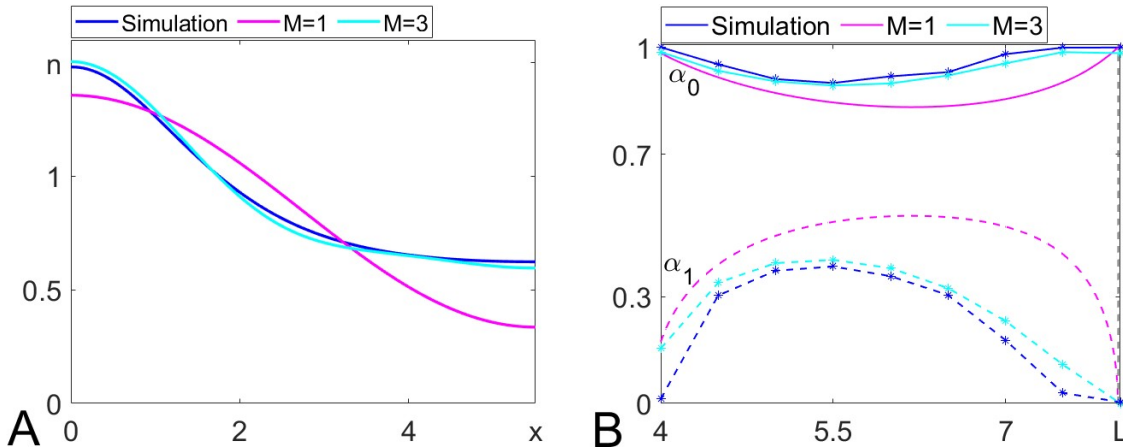 Simulation M=1 M=3
n
1
0.5
0
0 2 4 x
A
Simulation M=1 M=3
1
α0
0.7
α1
0.3
0
4 5.5 7 L
B